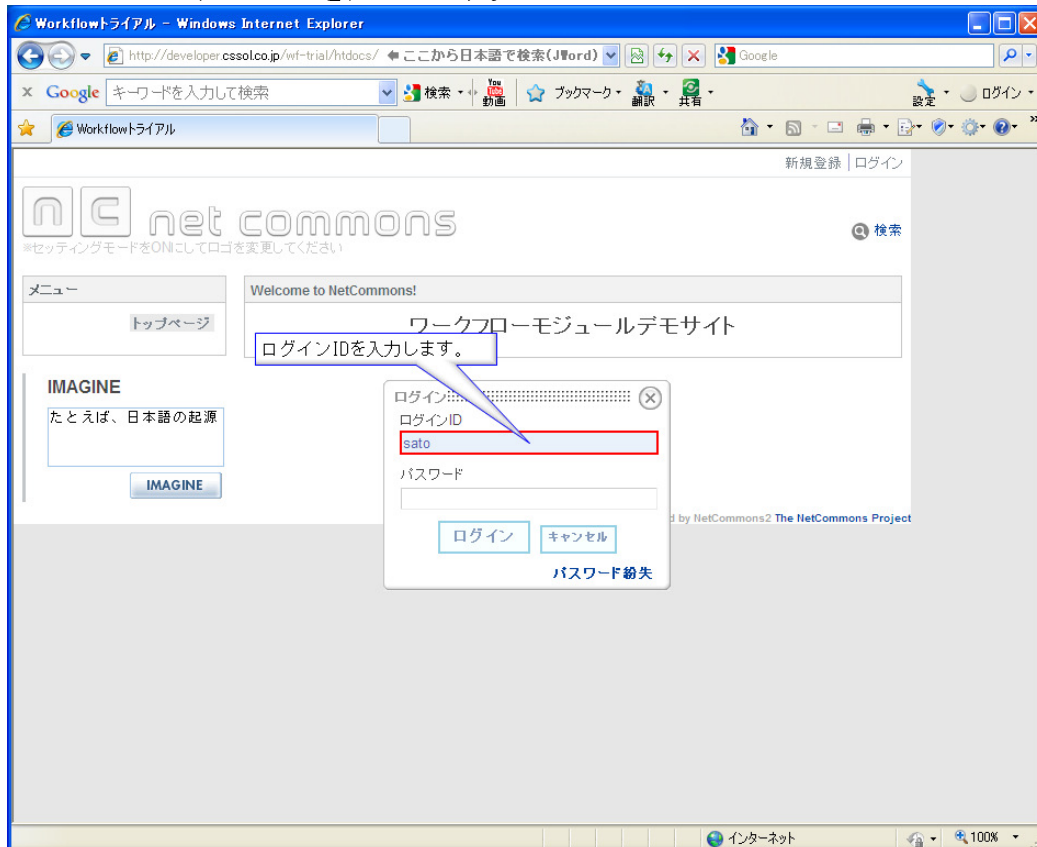 Workflowトライアル - Windows Internet Explorer
http://developer.cssol.co.jp/wf-trial/htdocs/ ここから日本語で検索(JWord) Google
Google キーワードを入力して検索 検索 You 動画 ブックマーク 翻訳 共有 設定 ログイン
Workflowトライアル
新規登録 ログイン
nc net commons
※セッティングモードをONにしてロゴを変更してください
検索
メニュー
トップページ
Welcome to NetCommons!
ワークフローモジュールデモサイト
ログインIDを入力します。
IMAGINE
たとえば、日本語の起源
IMAGINE
ログイン
ログインID
sato
パスワード
ログイン キャンセル
パスワード紛失
d by NetCommons2 The NetCommons Project
インターネット 100%